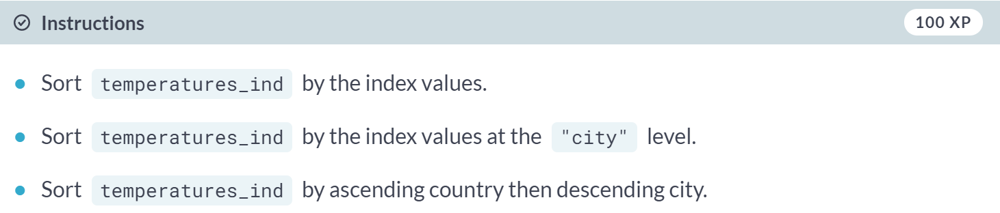 Instructions 100 XP
Sort temperatures_ind by the index values.
Sort temperatures_ind by the index values at the "city" level.
Sort temperatures_ind by ascending country then descending city.